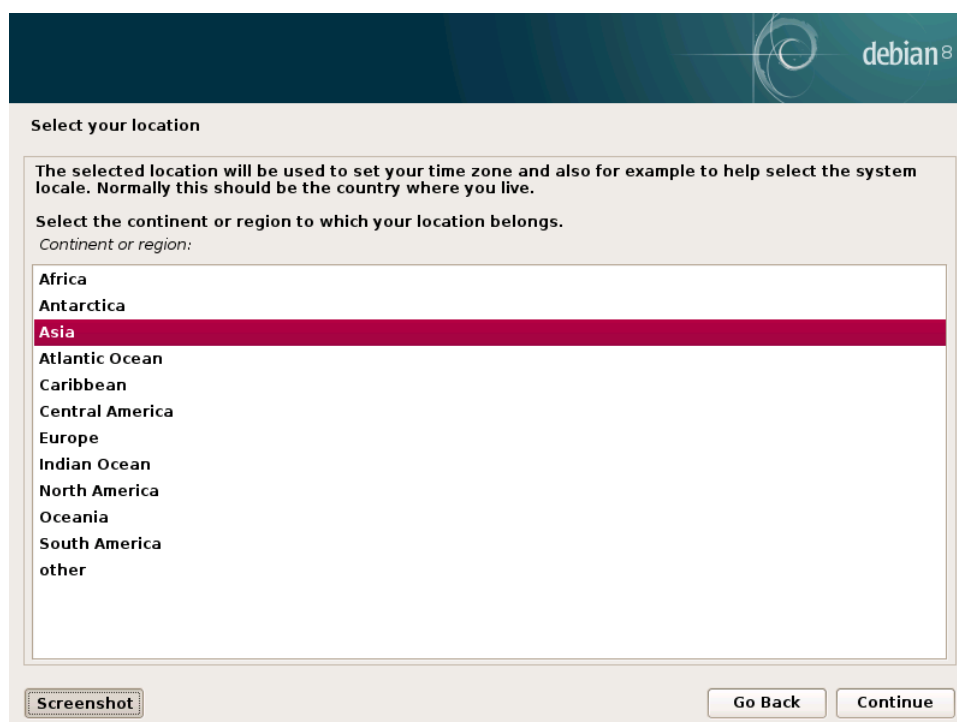 debian 8
Select your location
The selected location will be used to set your time zone and also for example to help select the system
locale. Normally this should be the country where you live.
Select the continent or region to which your location belongs.
Continent or region:
Africa
Antarctica
Asia
Atlantic Ocean
Caribbean
Central America
Europe
Indian Ocean
North America
Oceania
South America
other
Screenshot
Go Back
Continue